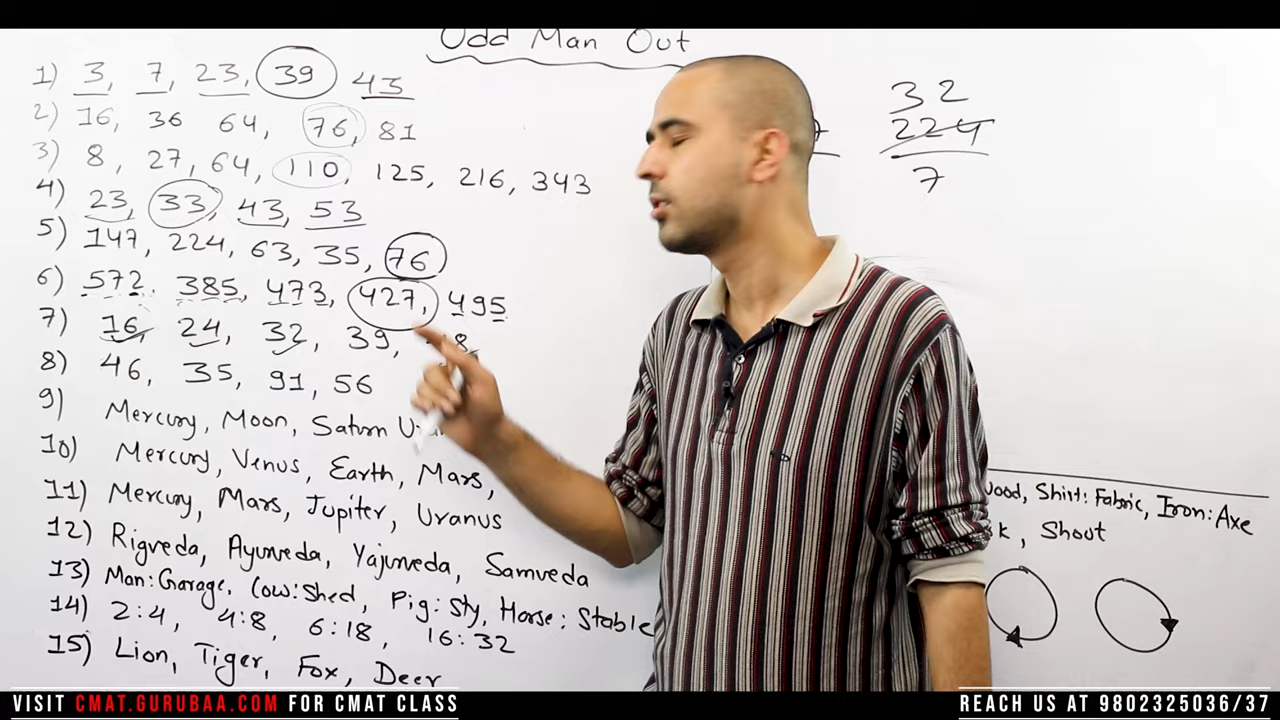 Odd Man Out
1) 3, 7, 23, 39 43
2) 16, 36 64, 76, 81
3) 8, 27, 64, 110, 125, 216, 343
4) 23, 33, 43, 53
5) 147, 224, 63, 35, 76
6) 572. 385, 473, 427, 495
7) 16, 24, 32, 39,
8) 46, 35, 91, 56
9) Mercury, Moon, Saturn
10) Mercury, Venus, Earth, Mars,
11) Mercury, Mars, Jupiter, Uranus
12) Rigveda, Ayurveda, Yajurveda, Samveda
13) Man:Garage, Cow:Shed, Pig:Sty, Horse:Stable
14) 2:4, 4:8, 6:18, 16:32
15) Lion, Tiger, Fox, Deer
32
224
7
Shirt: Fabric, Iron:Axe
Shout
VISIT CMAT.GURUBAA.COM FOR CMAT CLASS
REACH US AT 9802325036/37